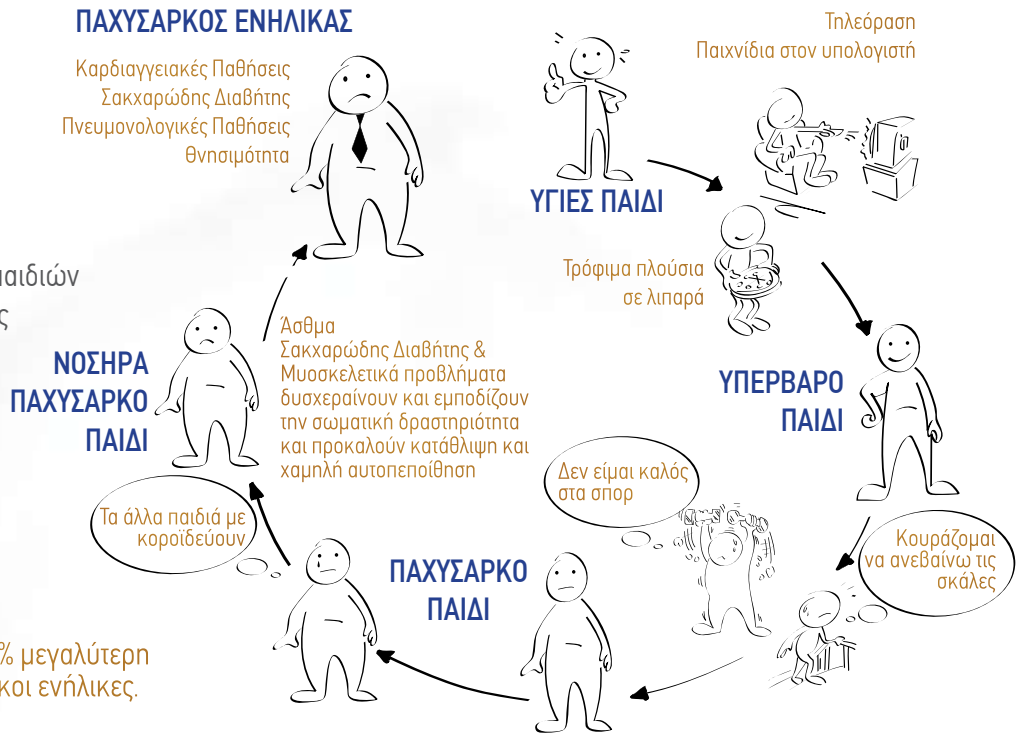 ΠΑΧΥΣΑΡΚΟΣ ΕΝΗΛΙΚΑΣ
Καρδιαγγειακές Παθήσεις
Σακχαρώδης Διαβήτης
Πνευμονολογικές Παθήσεις
Θνησιμότητα
Τηλεόραση
Παιχνίδια στον υπολογιστή
ΥΓΙΕΣ ΠΑΙΔΙ
Τρόφιμα πλούσια
σε λιπαρά
ΥΠΕΡΒΑΡΟ
ΠΑΙΔΙ
Κουράζομαι
να ανεβαίνω τις
σκάλες
Δεν είμαι καλός
στα σπορ
ΠΑΧΥΣΑΡΚΟ
ΠΑΙΔΙ
Τα άλλα παιδιά με
κοροϊδεύουν
ΝΟΣΗΡΑ
ΠΑΧΥΣΑΡΚΟ
ΠΑΙΔΙ
Άσθμα
Σακχαρώδης Διαβήτης &
Μυοσκελετικά προβλήματα
δυσχεραίνουν και εμποδίζουν
την σωματική δραστηριότητα
και προκαλούν κατάθλιψη και
χαμηλή αυτοπεποίθηση
% μεγαλύτερη
ενήλικες.